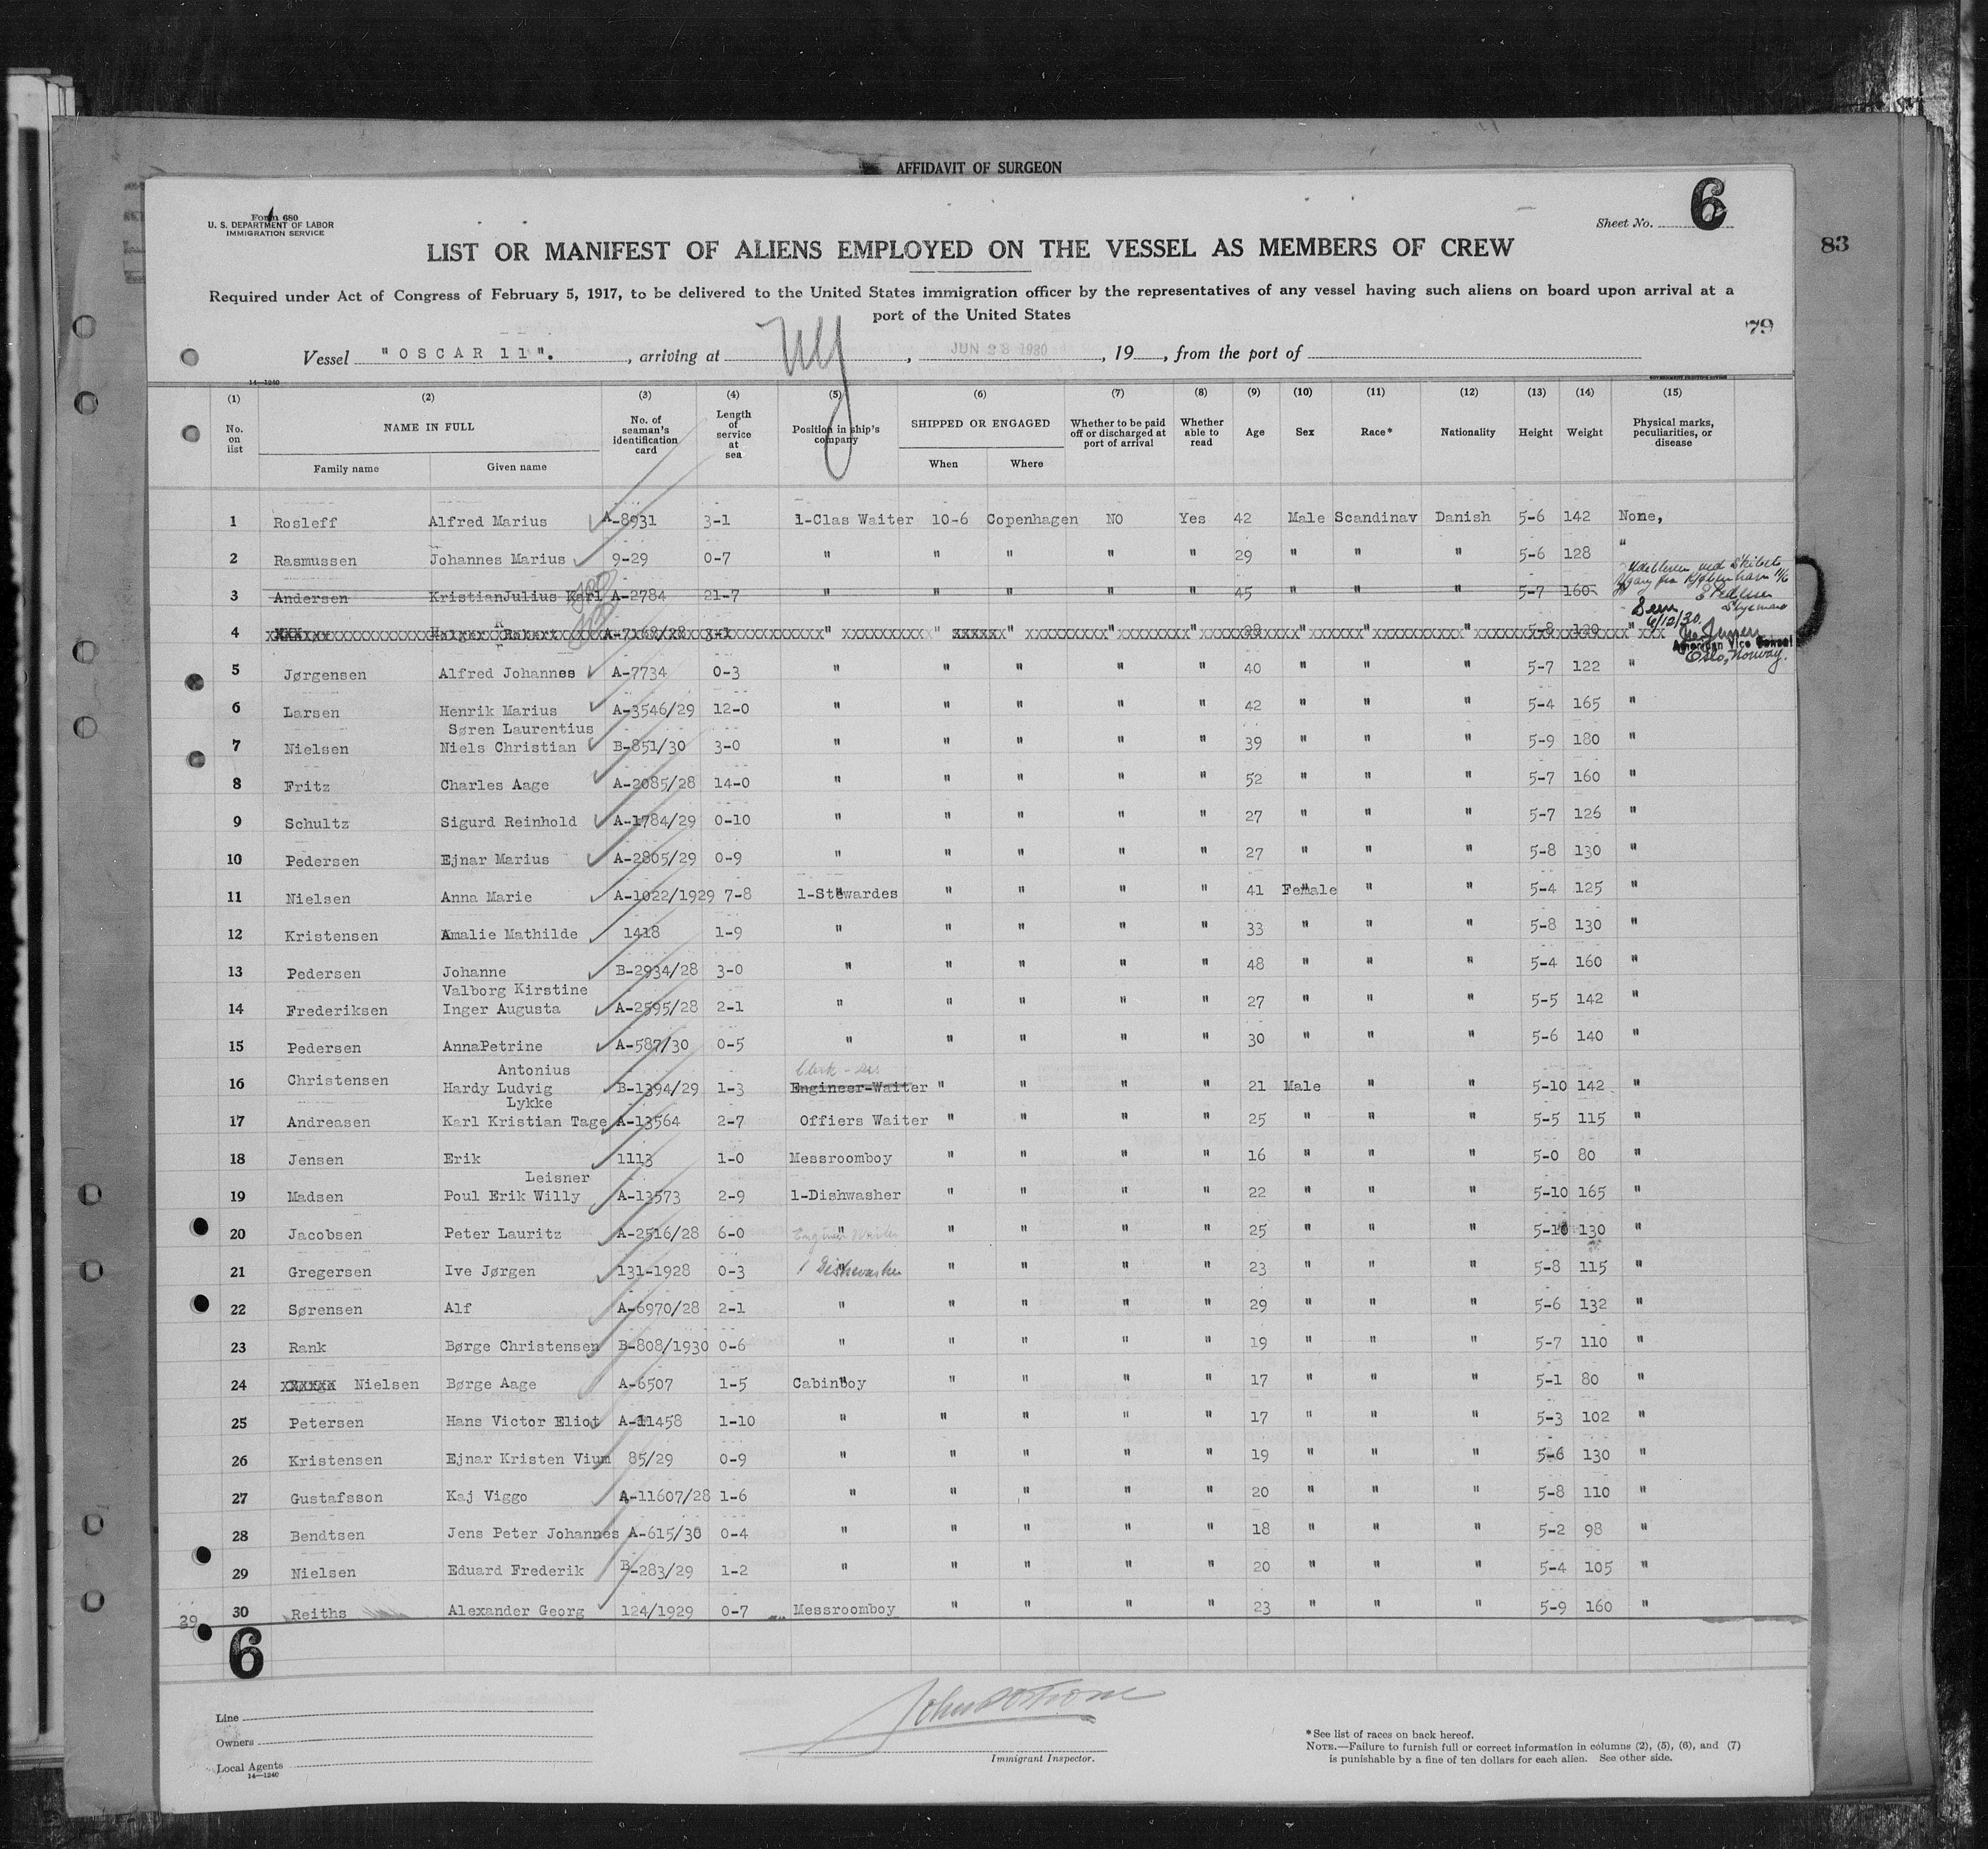 AFFIDAVIT OF SURGEON
Form 680
U. S. DEPARTMENT OF LABOR
IMMIGRATION SERVICE
Sheet No. 6
83
LIST OR MANIFEST OF ALIENS EMPLOYED ON THE VESSEL AS MEMBERS OF CREW
Required under Act of Congress of February 5, 1917, to be delivered to the United States immigration officer by the representatives of any vessel having such aliens on board upon arrival at a
port of the United States
79
Vessel "OSCAR 11". , arriving at NY , JUN 23 1930 , 19 , from the port of
14—1240
(1) (2) (3) (4) (5) (6) (7) (8) (9) (10) (11) (12) (13) (14) (15)
No. on list NAME IN FULL Family name Given name No. of seaman's identification card Length of service at sea Position in ship's company SHIPPED OR ENGAGED When Where Whether to be paid off or discharged at port of arrival Whether able to read Age Sex Race* Nationality Height Weight Physical marks, peculiarities, or disease
1 Rosleff Alfred Marius A-8931 3-1 1-Clas Waiter 10-6 Copenhagen NO Yes 42 Male Scandinav Danish 5-6 142 None,
2 Rasmussen Johannes Marius 9-29 0-7 " " " " " 29 " " " 5-6 128 "
3 Andersen KristianJulius Karl A-2784 21-7 " " " " " 45 " " " 5-7 160
4 Holger Robert A-7168/28 3-1 " " " " " 28 " " " 5-8 120 "
Seen
6/12/30.
American Vice Consul
Oslo, Norway.
5 Jørgensen Alfred Johannes A-7734 0-3 " " " " " 40 " " " 5-7 122 "
6 Larsen Henrik Marius A-3546/29 12-0 " " " " " 42 " " " 5-4 165 "
Søren Laurentius
7 Nielsen Niels Christian B-851/30 3-0 " " " " " 39 " " " 5-9 180 "
8 Fritz Charles Aage A-2085/28 14-0 " " " " " 52 " " " 5-7 160 "
9 Schultz Sigurd Reinhold A-1784/29 0-10 " " " " " 27 " " " 5-7 126 "
10 Pedersen Ejnar Marius A-2805/29 0-9 " " " " " 27 " " " 5-8 130 "
11 Nielsen Anna Marie A-1022/1929 7-8 1-Stewardes " " " " 41 Female " " 5-4 125 "
12 Kristensen Amalie Mathilde 1418 1-9 " " " " " 33 " " " 5-8 130 "
13 Pedersen Johanne B-2934/28 3-0 " " " " " 48 " " " 5-4 160 "
Valborg Kirstine
14 Frederiksen Inger Augusta A-2595/28 2-1 " " " " " 27 " " " 5-5 142 "
15 Pedersen AnnaPetrine A-587/30 0-5 " " " " " 30 " " " 5-6 140 "
Antonius
16 Christensen Hardy Ludvig B-1394/29 1-3 Engineer-Waiter " " " " 21 Male " " 5-10 142 "
Lykke
17 Andreasen Karl Kristian Tage A-13564 2-7 Offiers Waiter " " " " 25 " " " 5-5 115 "
18 Jensen Erik 1113 1-0 Messroomboy " " " " 16 " " " 5-0 80 "
Leisner
19 Madsen Poul Erik Willy A-13573 2-9 1-Dishwasher " " " " 22 " " " 5-10 165 "
20 Jacobsen Peter Lauritz A-2516/28 6-0 " Engineer Waiter " " " " 25 " " " 5-10 130 "
21 Gregersen Ive Jørgen 131-1928 0-3 " 1 Dishwasher " " " " 23 " " " 5-8 115 "
22 Sørensen Alf A-6970/28 2-1 " " " " " 29 " " " 5-6 132 "
23 Rank Børge Christensen B-808/1930 0-6 " " " " " 19 " " " 5-7 110 "
24 XXXXXX Nielsen Børge Aage A-6507 1-5 Cabinboy " " " " 17 " " " 5-1 80 "
25 Petersen Hans Victor Eliot A-11458 1-10 " " " " " 17 " " " 5-3 102 "
26 Kristensen Ejnar Kristen Vium 85/29 0-9 " " " " " 19 " " " 5-6 130 "
27 Gustafsson Kaj Viggo A-11607/28 1-6 " " " " " 20 " " " 5-8 110 "
28 Bendtsen Jens Peter Johannes A-615/30 0-4 " " " " " 18 " " " 5-2 98 "
29 Nielsen Eduard Frederik B-283/29 1-2 " " " " " 20 " " " 5-4 105 "
30 Reiths Alexander Georg 124/1929 0-7 Messroomboy " " " " 23 " " " 5-9 160 "
39
6
Line
Owners
Local Agents
14—1240
Immigrant Inspector.
*See list of races on back hereof.
NOTE.—Failure to furnish full or correct information in columns (2), (5), (6), and (7)
is punishable by a fine of ten dollars for each alien. See other side.